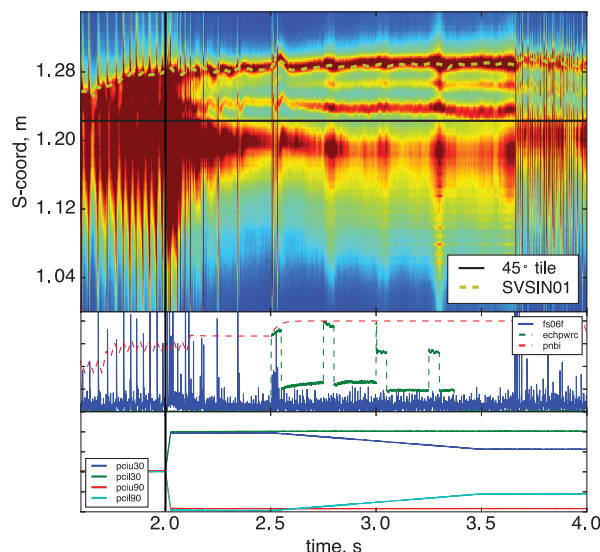 S-coord, m
1.28
1.20
1.12
1.04
45° tile
SVSIN01
fs06f
echpwrc
pnbi
pciu30
pcil30
pciu90
pcil90
2.0
2.5
3.0
3.5
4.0
time, s